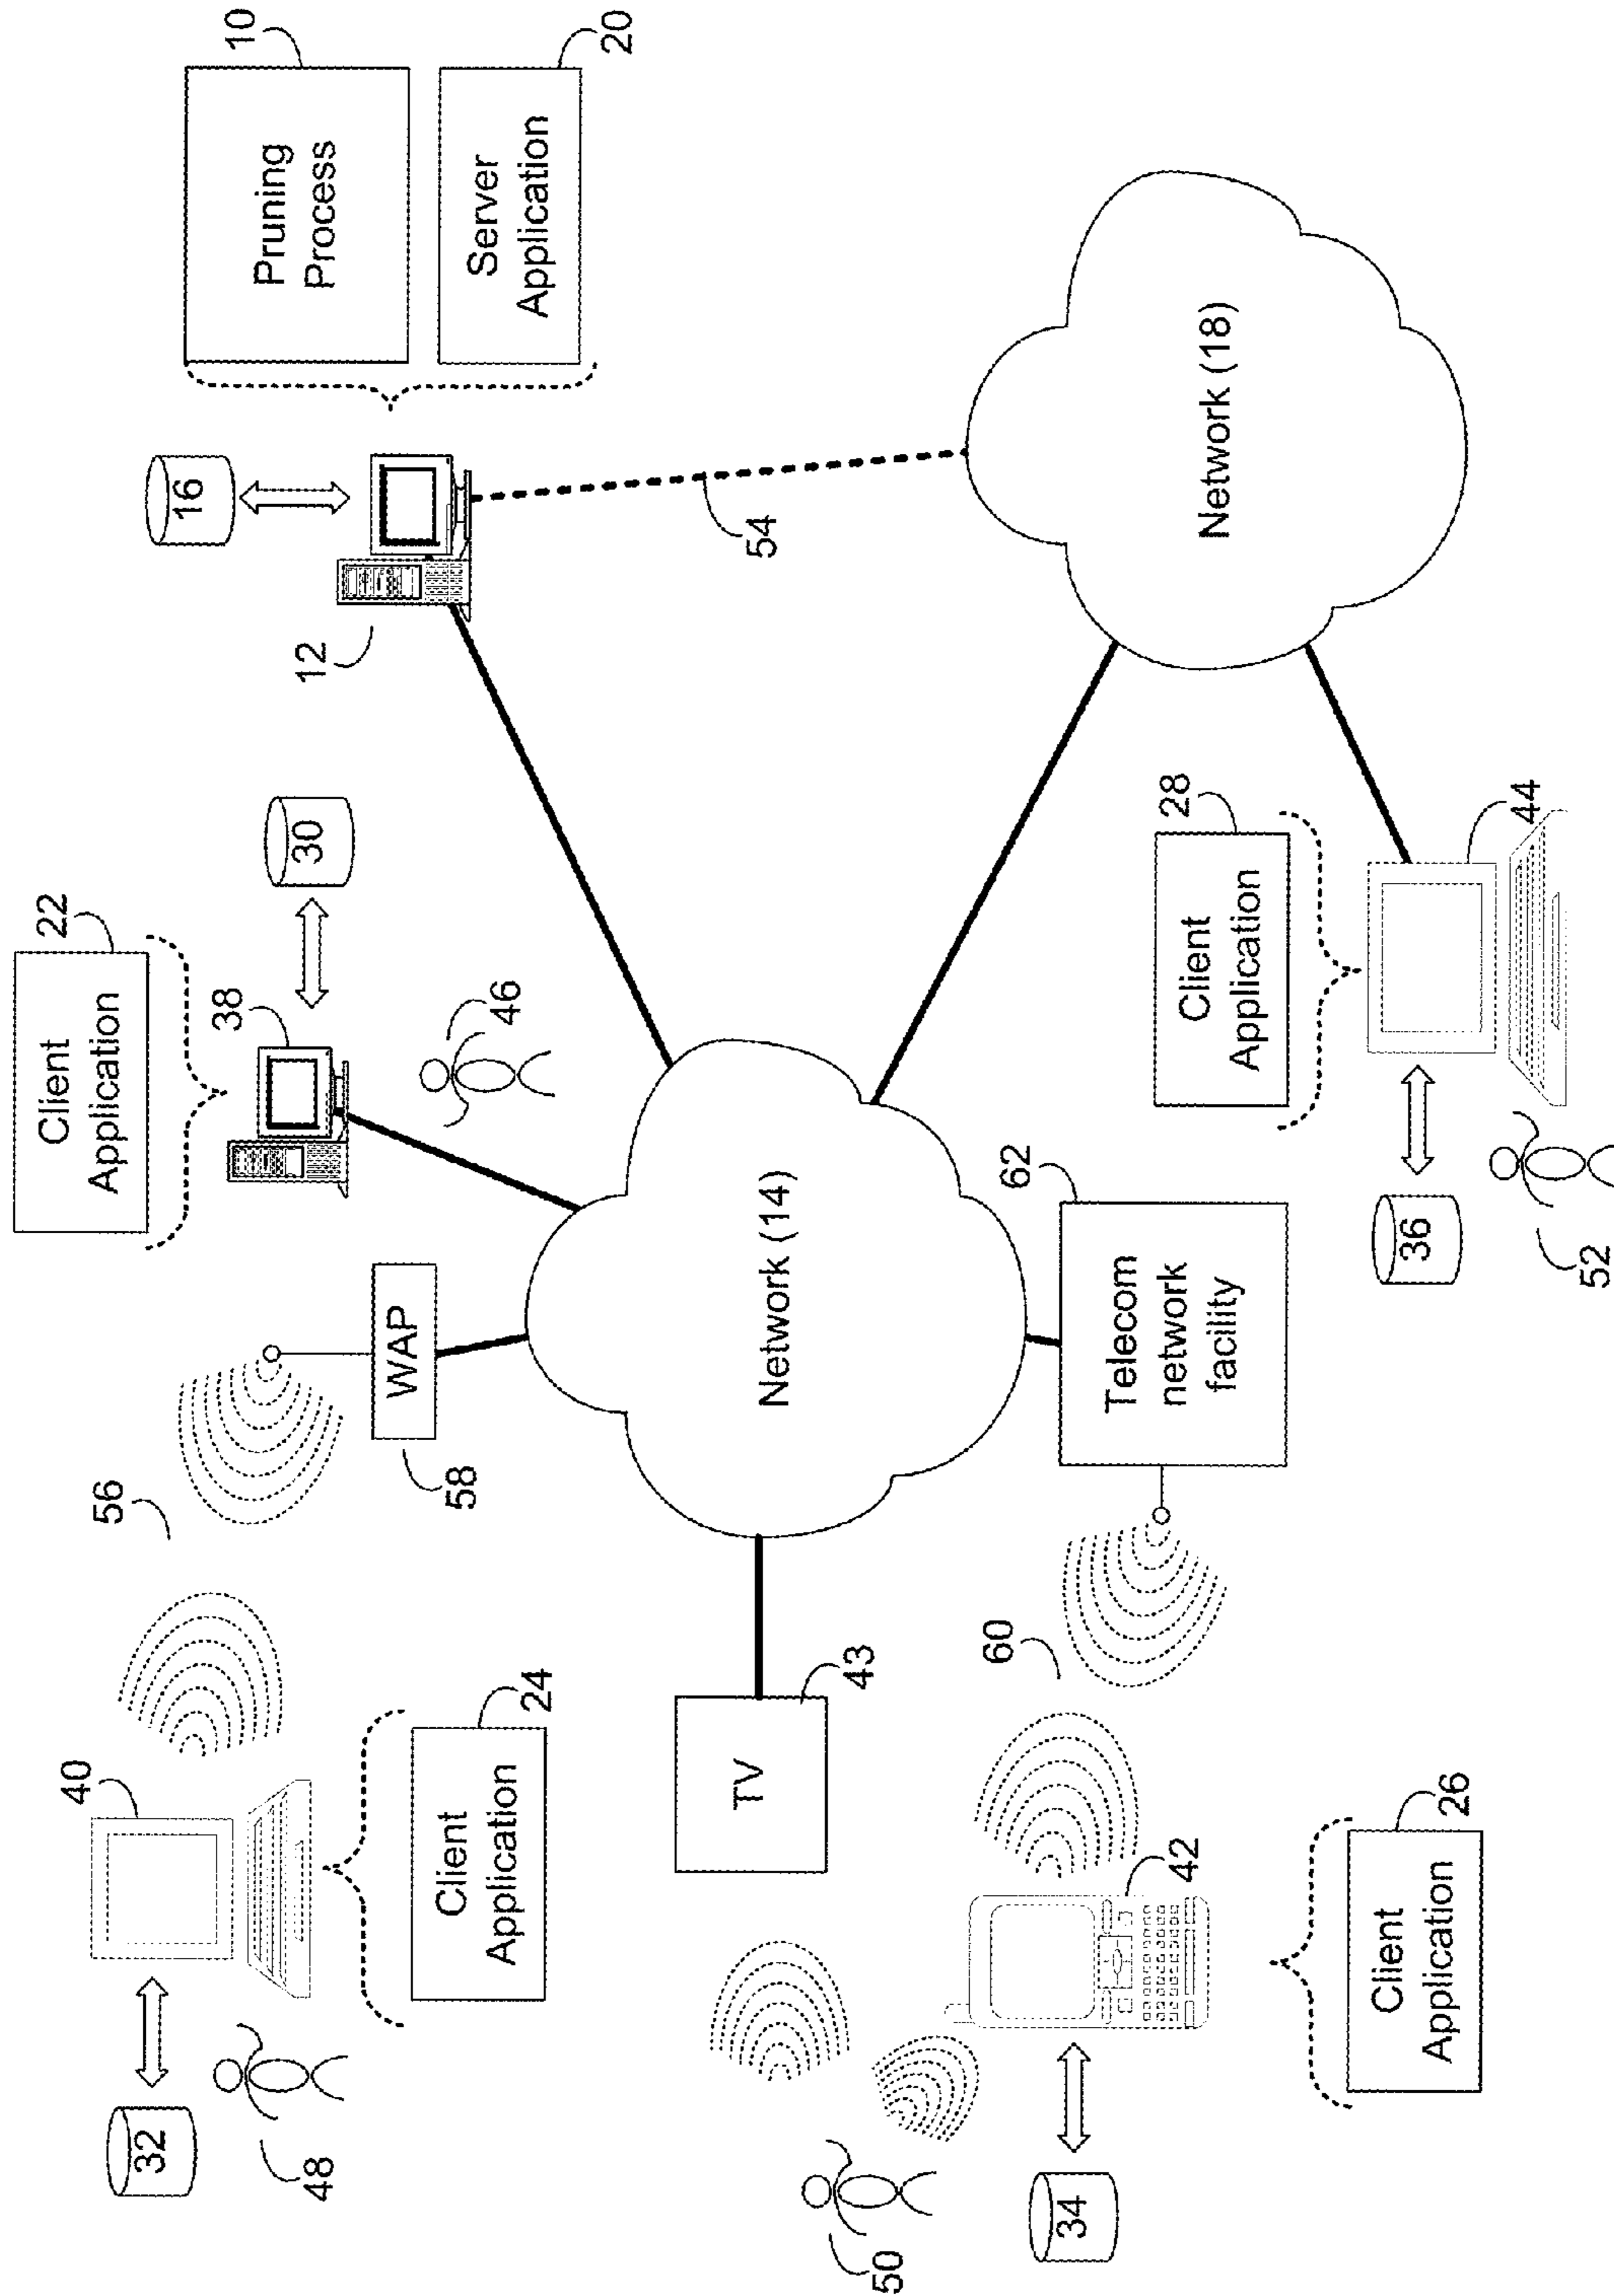 32
48
40
Client
Application
24
56
58
WAP
Client
Application
22
38
30
46
12
16
Pruning
Process
10
Server
Application
20
50
34
42
Client
Application
26
TV
43
60
Network (14)
Telecom
network
facility
62
54
Network (18)
Client
Application
28
44
36
52